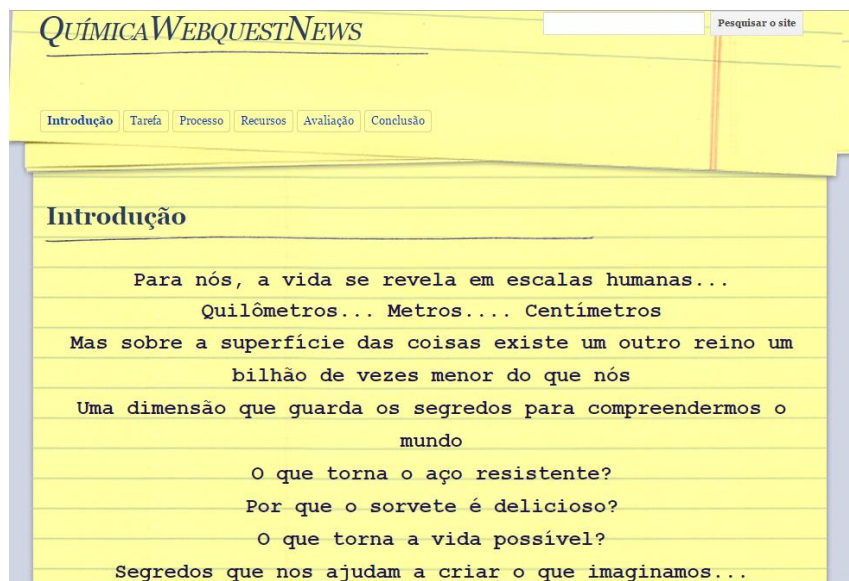 QUÍMICAWEBQUESTNEWS
Pesquisar o site
Introdução Tarefa Processo Recursos Avaliação Conclusão
Introdução
Para nós, a vida se revela em escalas humanas...
Quilômetros... Metros.... Centímetros
Mas sobre a superfície das coisas existe um outro reino um
bilhão de vezes menor do que nós
Uma dimensão que guarda os segredos para compreendermos o
mundo
O que torna o aço resistente?
Por que o sorvete é delicioso?
O que torna a vida possível?
Segredos que nos ajudam a criar o que imaginamos...